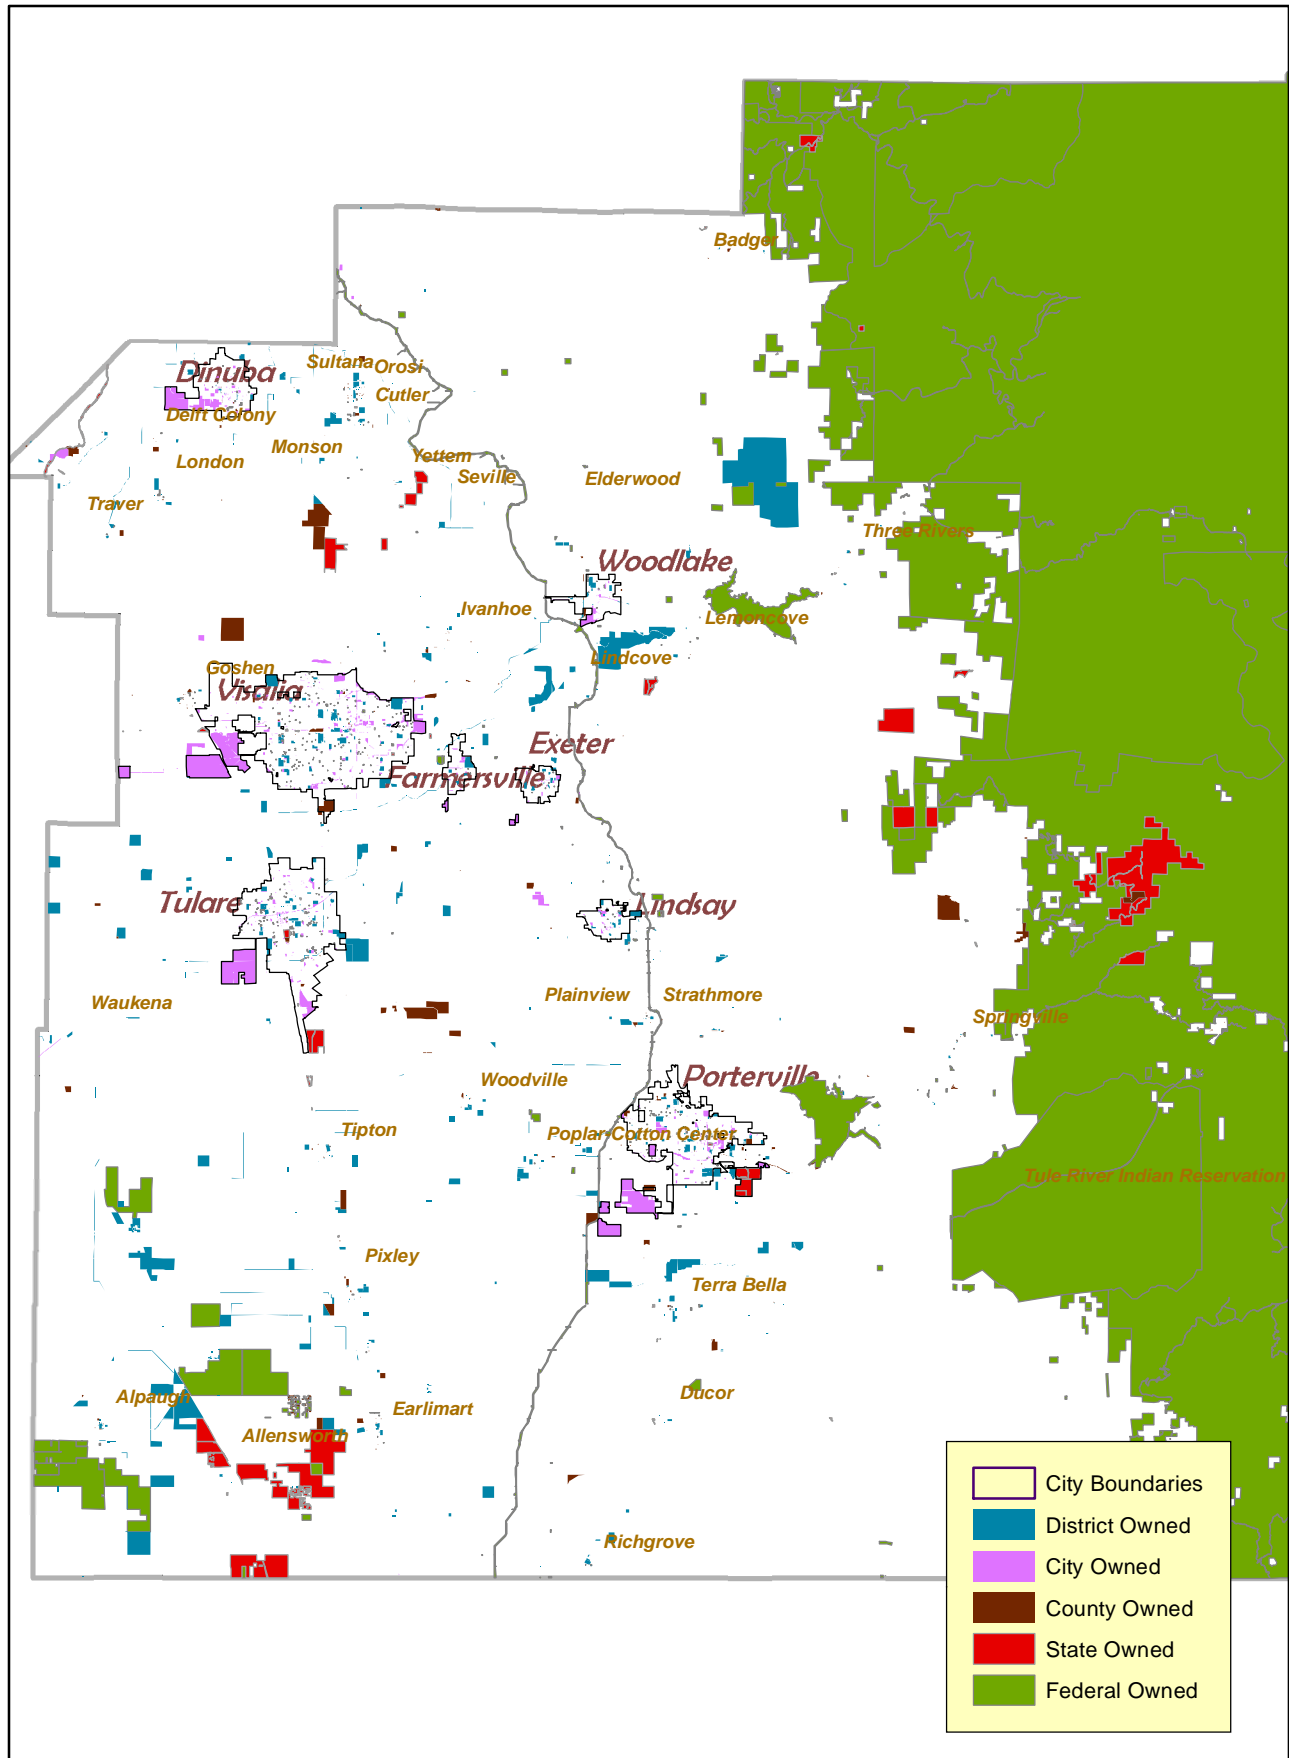 Badger
Sultana
Orosi
Dinuba
Cutler
Delft Colony
Monson
London
Yettem
Seville
Elderwood
Traver
Three Rivers
Woodlake
Ivanhoe
Lemoncove
Lindcove
Goshen
Visalia
Exeter
Farmersville
Tulare
Lindsay
Waukena
Plainview
Strathmore
Springville
Woodville
Porterville
Tipton
Poplar-Cotton Center
Tule River Indian Reservation
Pixley
Terra Bella
Alpaugh
Ducor
Earlimart
Allensworth
Richgrove
City Boundaries
District Owned
City Owned
County Owned
State Owned
Federal Owned